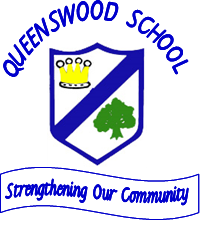 QUEENSWOOD SCHOOL
Strengthening Our Community